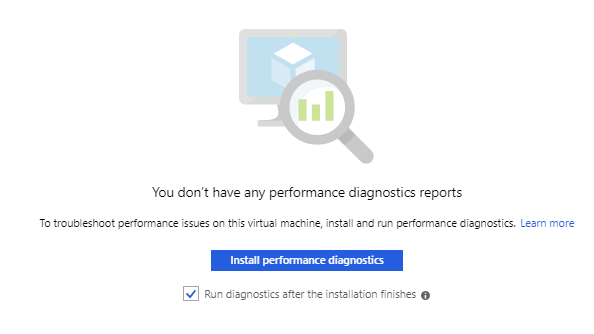 You don't have any performance diagnostics reports
To troubleshoot performance issues on this virtual machine, install and run performance diagnostics. Learn more
Install performance diagnostics
Run diagnostics after the installation finishes